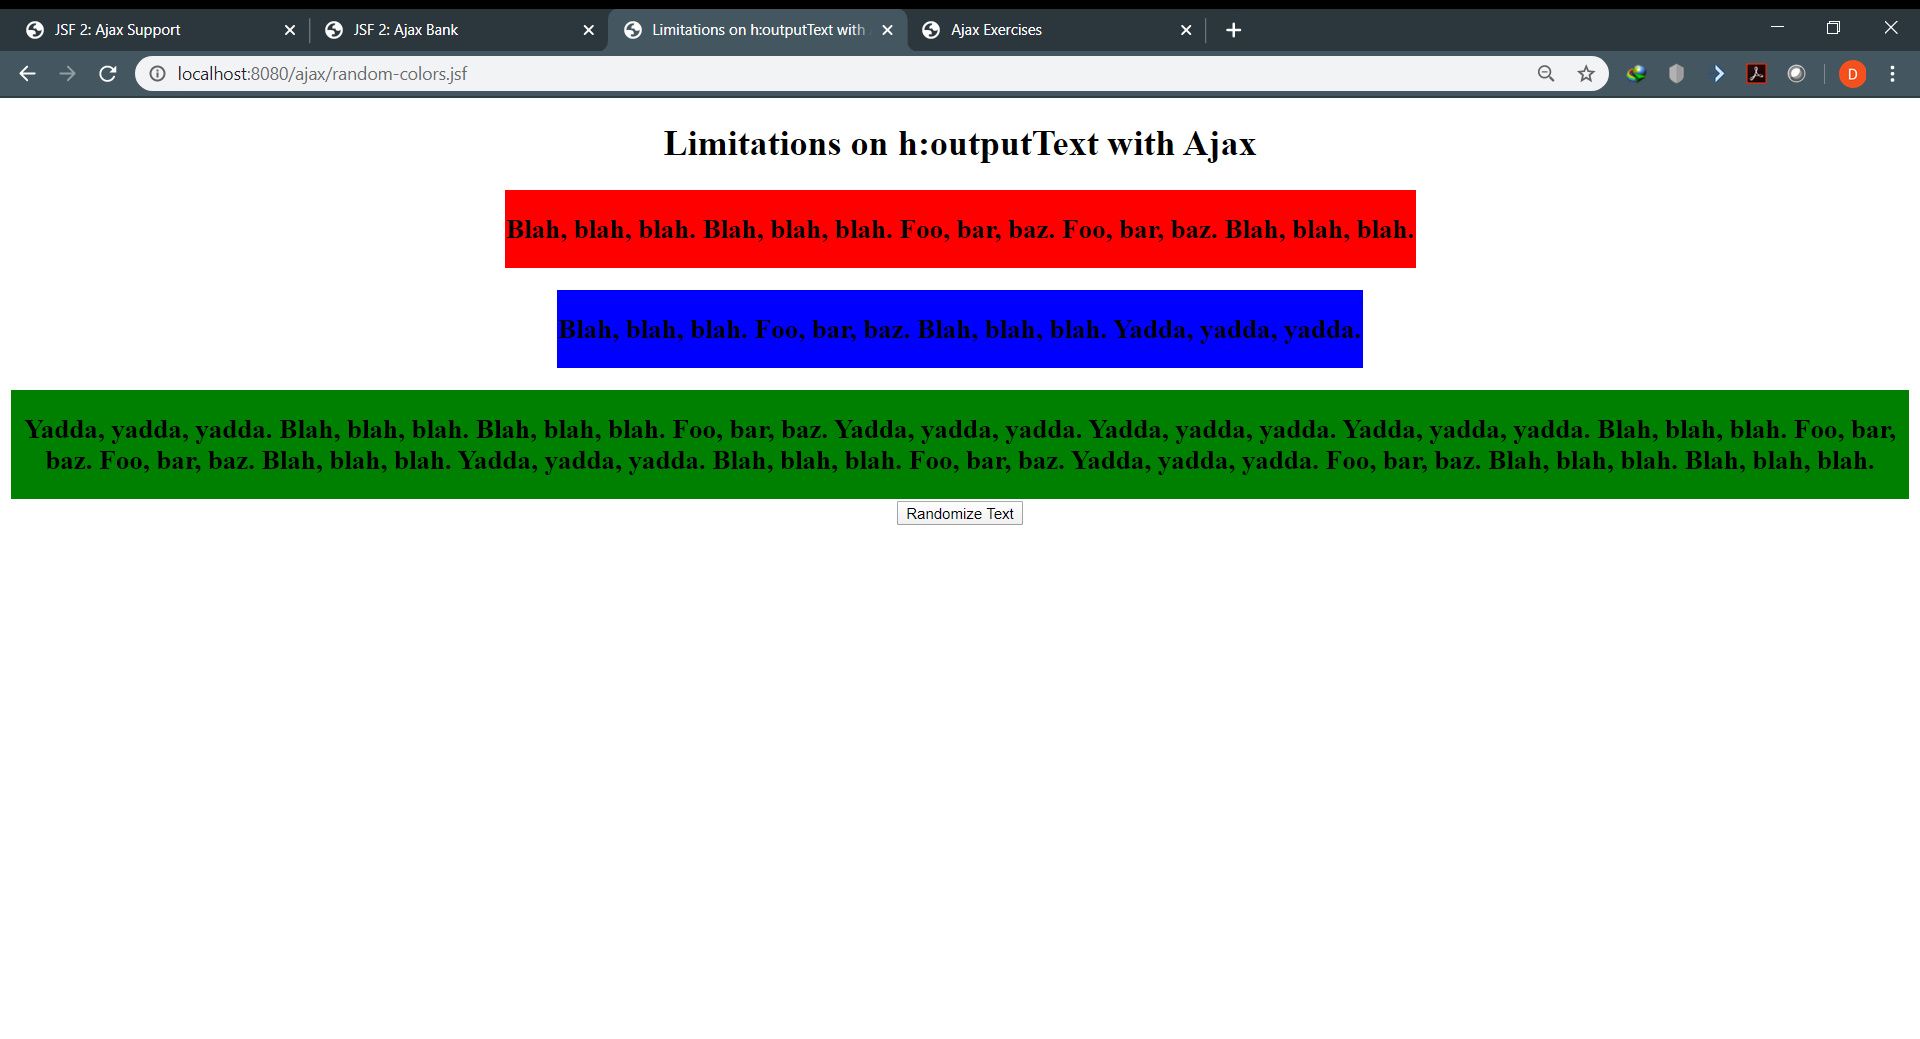 JSF 2: Ajax Support
JSF 2: Ajax Bank
Limitations on h:outputText with
Ajax Exercises
localhost:8080/ajax/random-colors.jsf
D
Limitations on h:outputText with Ajax
Blah, blah, blah. Blah, blah, blah. Foo, bar, baz. Foo, bar, baz. Blah, blah, blah.
Blah, blah, blah. Foo, bar, baz. Blah, blah, blah. Yadda, yadda, yadda.
Yadda, yadda, yadda. Blah, blah, blah. Blah, blah, blah. Foo, bar, baz. Yadda, yadda, yadda. Yadda, yadda, yadda. Yadda, yadda, yadda. Blah, blah, blah. Foo, bar,
baz. Foo, bar, baz. Blah, blah, blah. Yadda, yadda, yadda. Blah, blah, blah. Foo, bar, baz. Yadda, yadda, yadda. Foo, bar, baz. Blah, blah, blah. Blah, blah, blah.
Randomize Text